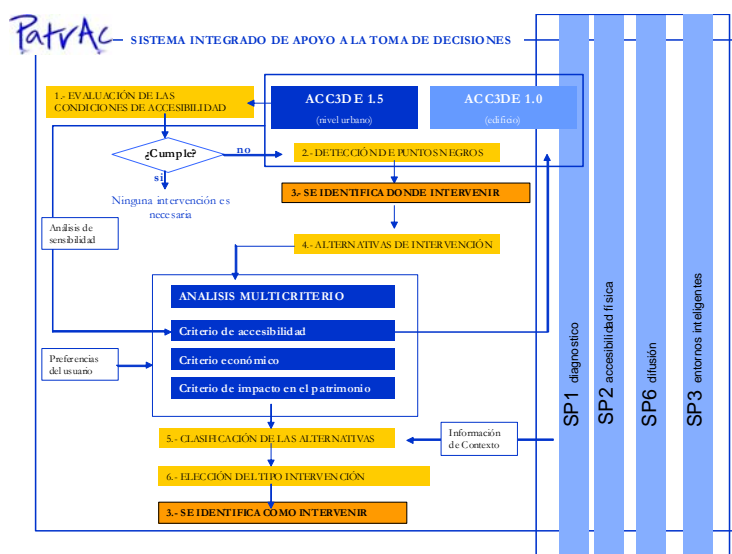 PatrAC
SISTEMA INTEGRADO DE APOYO A LA TOMA DE DECISIONES
1.- EVALUACIÓN DE LAS
CONDICIONES DE ACCESIBILIDAD
ACC3DE 1.5
(nivel urbano)
ACC3DE 1.0
(edificio)
¿Cumple?
no
si
2.- DETECCIÓN DE PUNTOS NEGROS
Ninguna intervención es
necesaria
3.- SE IDENTIFICA DONDE INTERVENIR
Análisis de
sensibilidad
4.- ALTERNATIVAS DE INTERVENCIÓN
ANALISIS MULTICRITERIO
Criterio de accesibilidad
Criterio económico
Criterio de impacto en el patrimonio
Preferencias
del usuario
5.- CLASIFICACIÓN DE LAS ALTERNATIVAS
Información
de Contexto
6.- ELECCIÓN DEL TIPO INTERVENCIÓN
3.- SE IDENTIFICA COMO INTERVENIR
SP1 diagnostico
SP2 accesibilidad física
SP6 difusión
SP3 entornos inteligentes